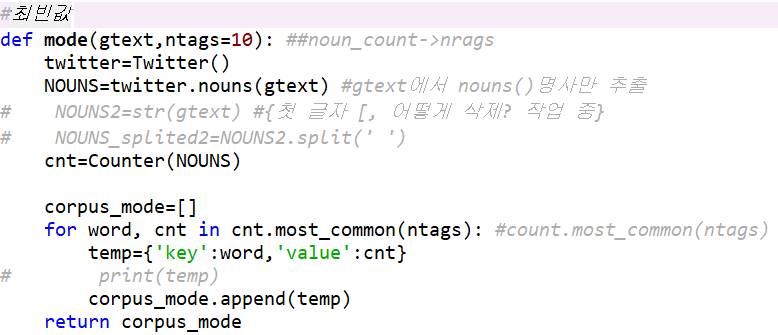 #최빈값
def mode(gtext,ntags=10): ##noun_count->nrags
    twitter=Twitter()
    NOUNS=twitter.nouns(gtext) #gtext에서 nouns()명사만 추출
#    NOUNS2=str(gtext) #{첫 글자 [, 어떻게 삭제? 작업 중}
#    NOUNS_splited2=NOUNS2.split(' ')
    cnt=Counter(NOUNS)

    corpus_mode=[]
    for word, cnt in cnt.most_common(ntags): #count.most_common(ntags)
        temp={'key':word,'value':cnt}
#        print(temp)
        corpus_mode.append(temp)
    return corpus_mode